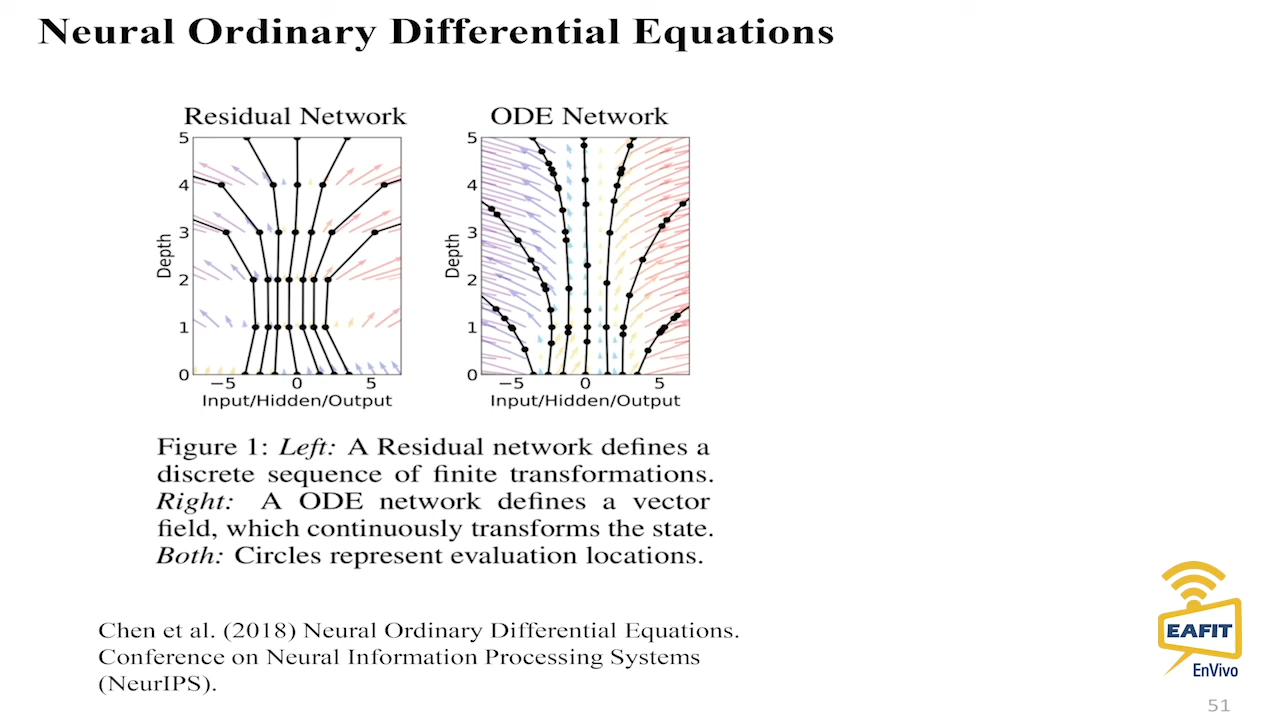 Neural Ordinary Differential Equations
Residual Network
5
4
3
2
1
0
Depth
−5 0 5
Input/Hidden/Output
ODE Network
5
4
3
2
1
0
Depth
−5 0 5
Input/Hidden/Output
Figure 1: Left: A Residual network defines a
discrete sequence of finite transformations.
Right: A ODE network defines a vector
field, which continuously transforms the state.
Both: Circles represent evaluation locations.
Chen et al. (2018) Neural Ordinary Differential Equations.
Conference on Neural Information Processing Systems
(NeurIPS).
EAFIT
EnVivo
51